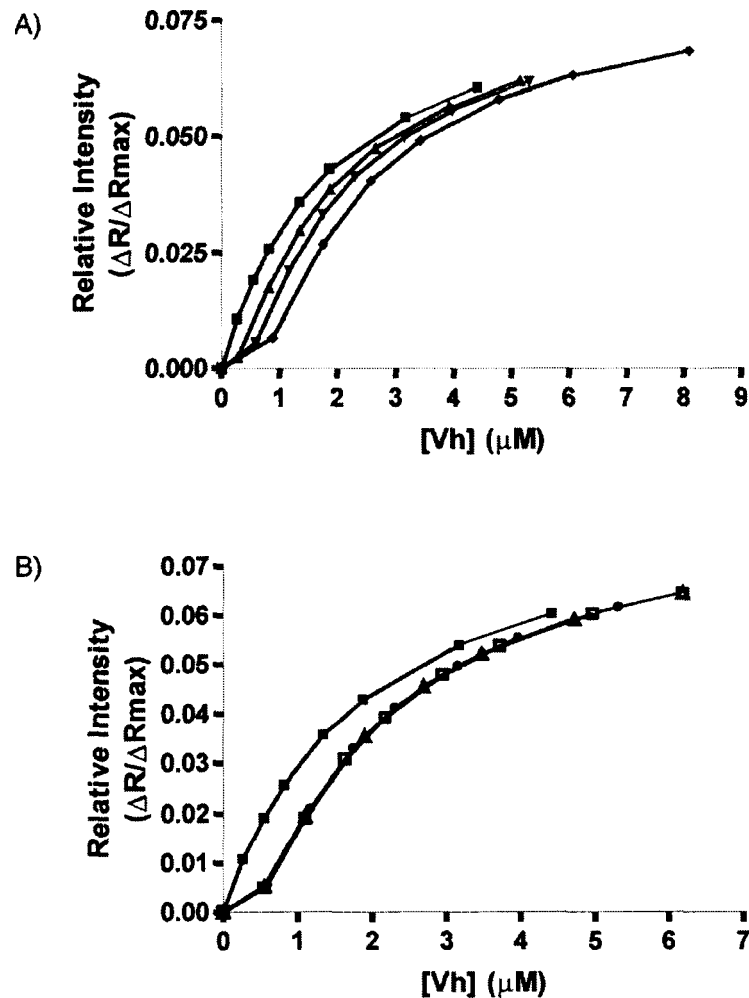 A)
Relative Intensity
(ΔR/ΔRmax)
0.075
0.050
0.025
0.000
0 1 2 3 4 5 6 7 8 9
[Vh] (μM)
B)
Relative Intensity
(ΔR/ΔRmax)
0.07
0.06
0.05
0.04
0.03
0.02
0.01
0.00
0 1 2 3 4 5 6 7
[Vh] (μM)